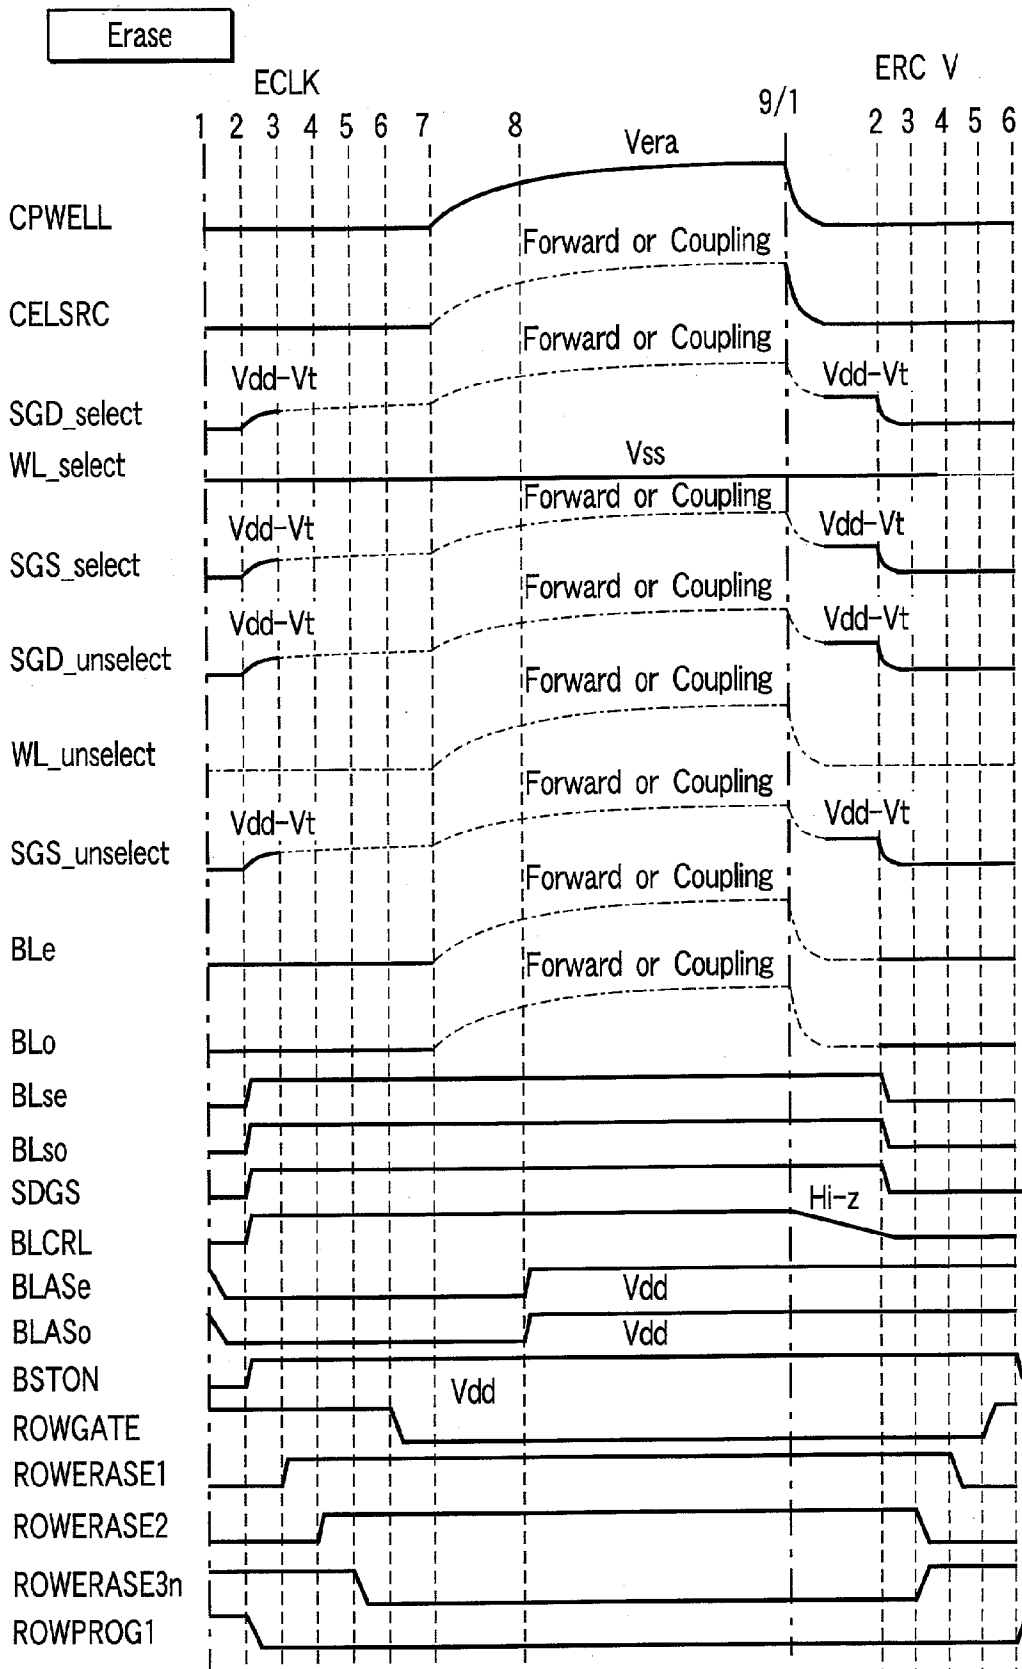 Erase
ECLK
ERC V
1 2 3 4 5 6 7 8 9/1 2 3 4 5 6
Vera
CPWELL
Forward or Coupling
CELSRC
Forward or Coupling
Vdd-Vt
Vdd-Vt
SGD_select
WL_select
Vss
Forward or Coupling
Vdd-Vt
Vdd-Vt
SGS_select
Forward or Coupling
Vdd-Vt
Vdd-Vt
SGD_unselect
Forward or Coupling
WL_unselect
Forward or Coupling
Vdd-Vt
Vdd-Vt
SGS_unselect
Forward or Coupling
BLe
Forward or Coupling
BLo
BLse
BLso
SDGS
Hi-z
BLCRL
BLASe
Vdd
BLASo
Vdd
BSTON
Vdd
ROWGATE
ROWERASE1
ROWERASE2
ROWERASE3n
ROWPROG1